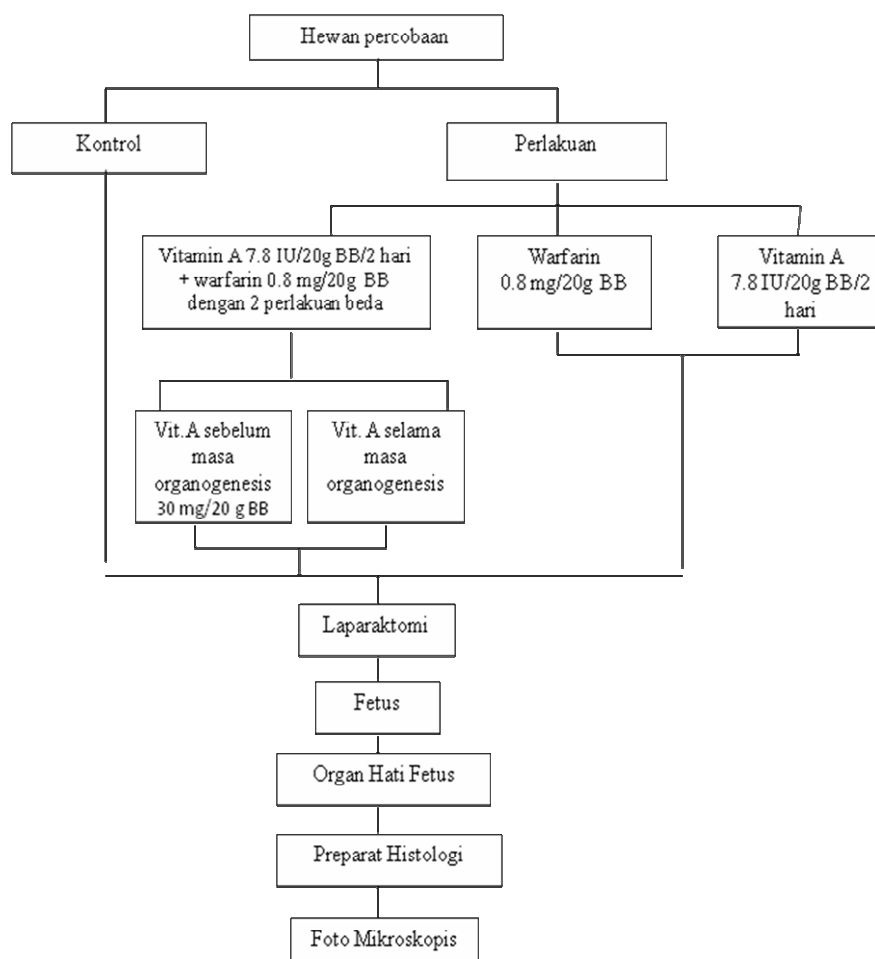 Hewan percobaan
Kontrol
Perlakuan
Vitamin A 7.8 IU/20g BB/2 hari
+ warfarin 0.8 mg/20g BB
dengan 2 perlakuan beda
Warfarin
0.8 mg/20g BB
Vitamin A
7.8 IU/20g BB/2
hari
Vit.A sebelum
masa
organogenesis
30 mg/20 g BB
Vit. A selama
masa
organogenesis
Laparaktomi
Fetus
Organ Hati Fetus
Preparat Histologi
Foto Mikroskopis